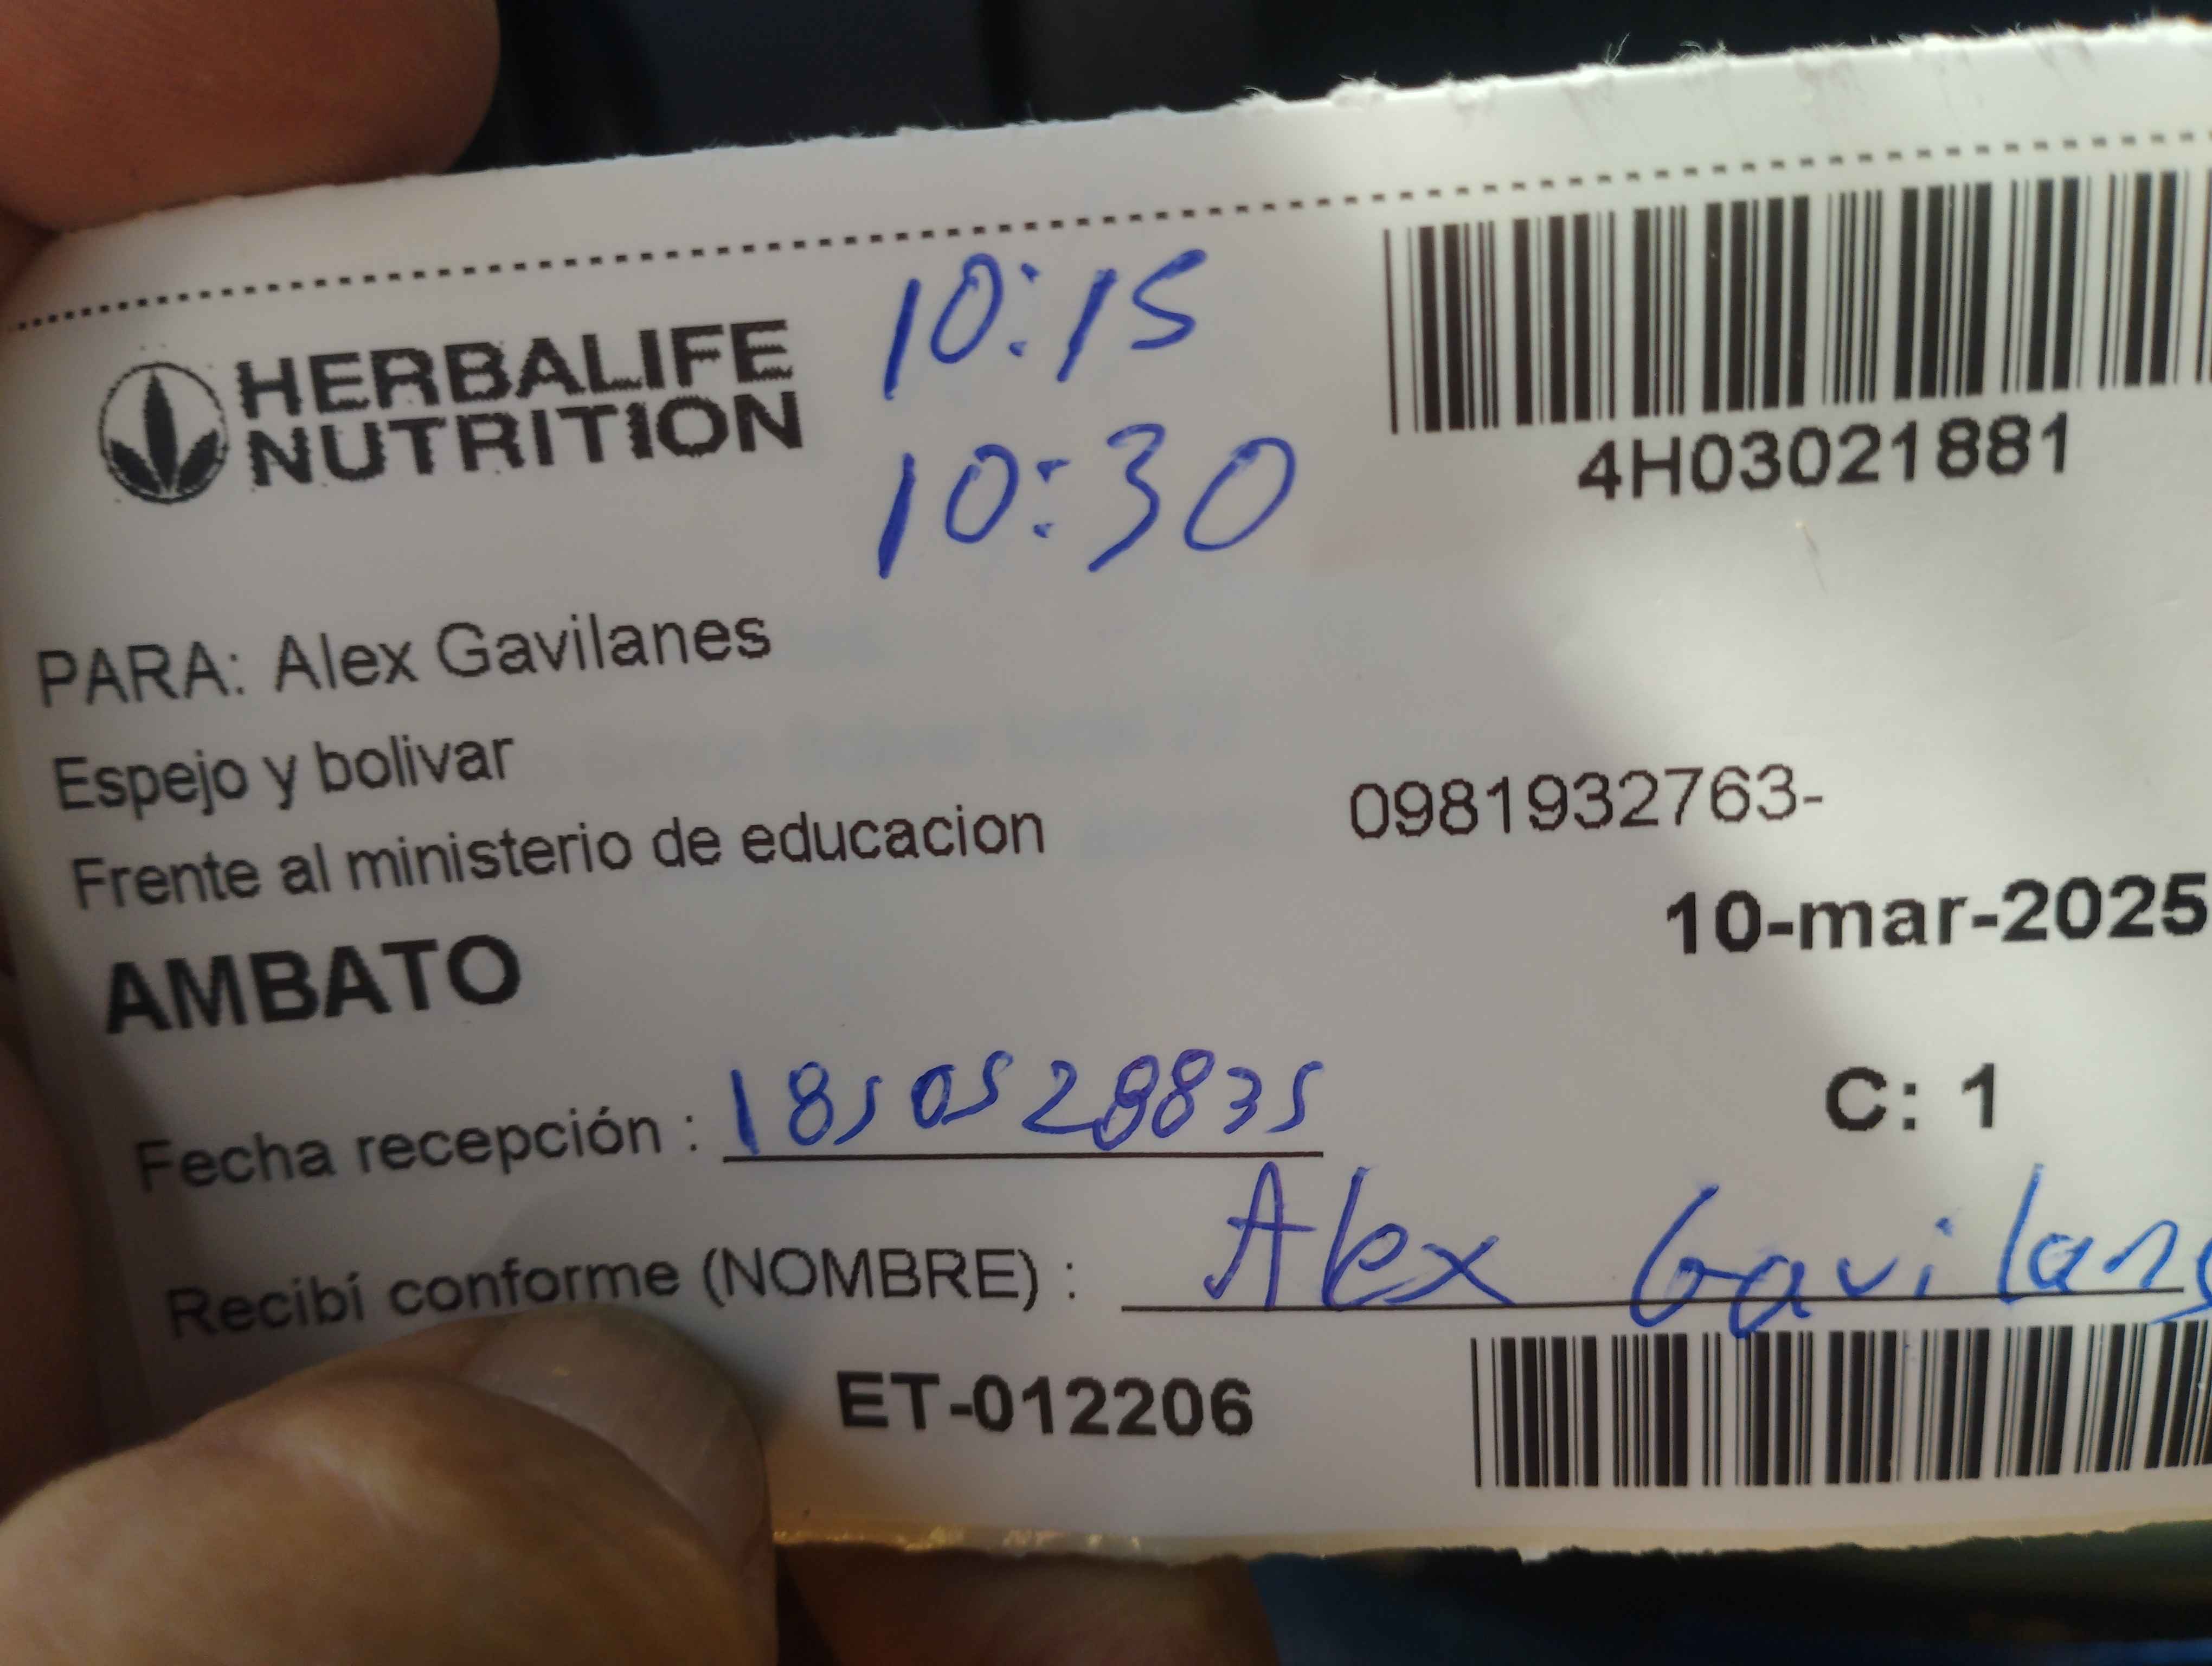 HERBALIFE
NUTRITION
10:15
10:30
4H03021881
PARA: Alex Gavilanes
Espejo y bolivar
Frente al ministerio de educacion
0981932763-
10-mar-2025
AMBATO
C: 1
Fecha recepción : 1850528835
Recibí conforme (NOMBRE) : Alex Gavilanes
ET-012206